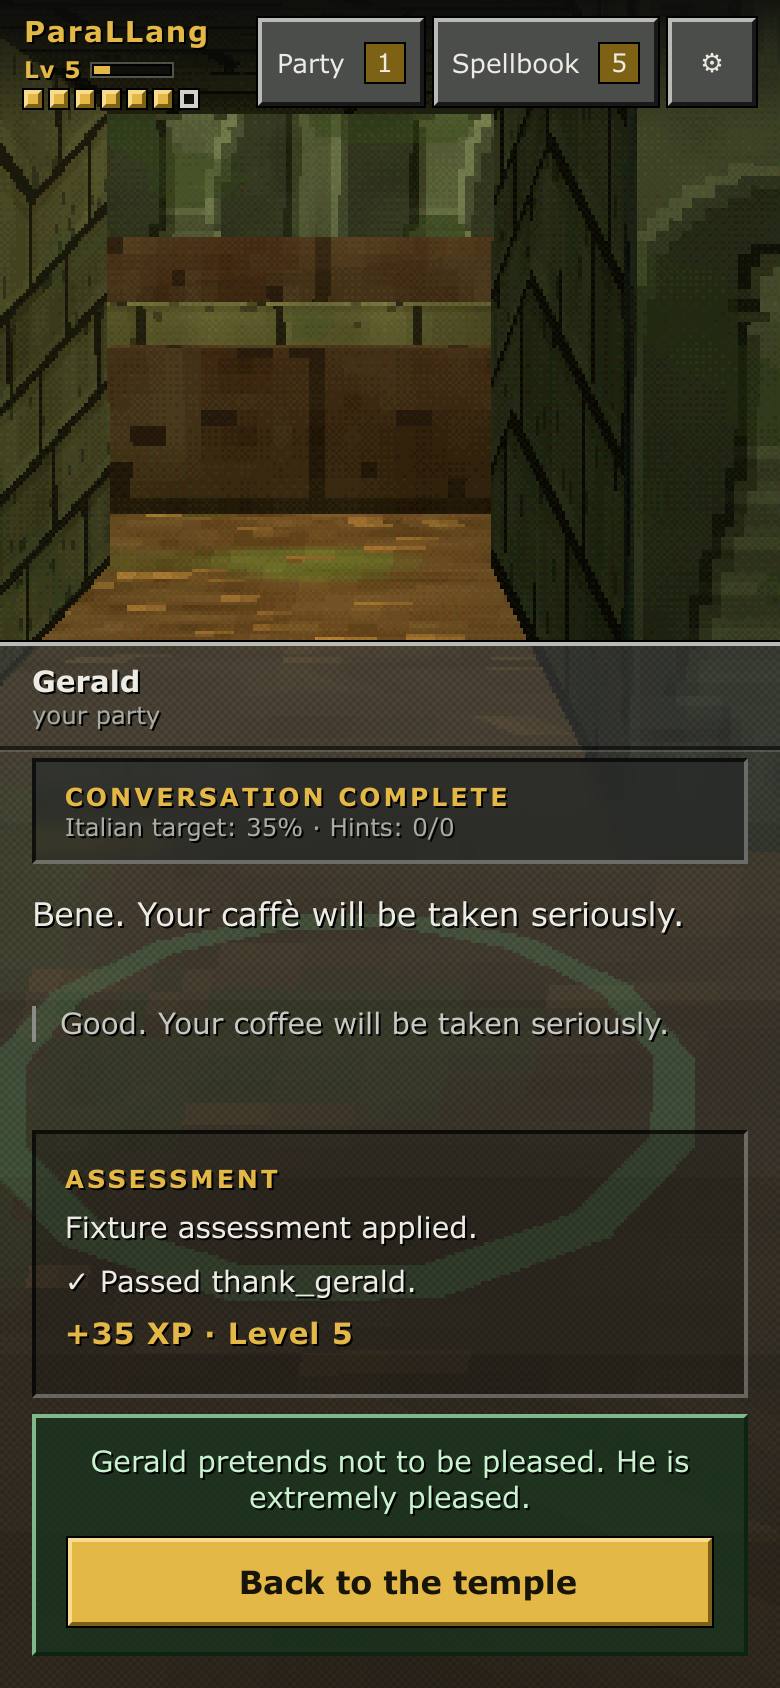 ParaLLang
Party 1
Spellbook 5
⚙
Lv 5
Gerald
your party
CONVERSATION COMPLETE
Italian target: 35% · Hints: 0/0
Bene. Your caffè will be taken seriously.
Good. Your coffee will be taken seriously.
ASSESSMENT
Fixture assessment applied.
✓ Passed thank_gerald.
+35 XP · Level 5
Gerald pretends not to be pleased. He is
extremely pleased.
Back to the temple